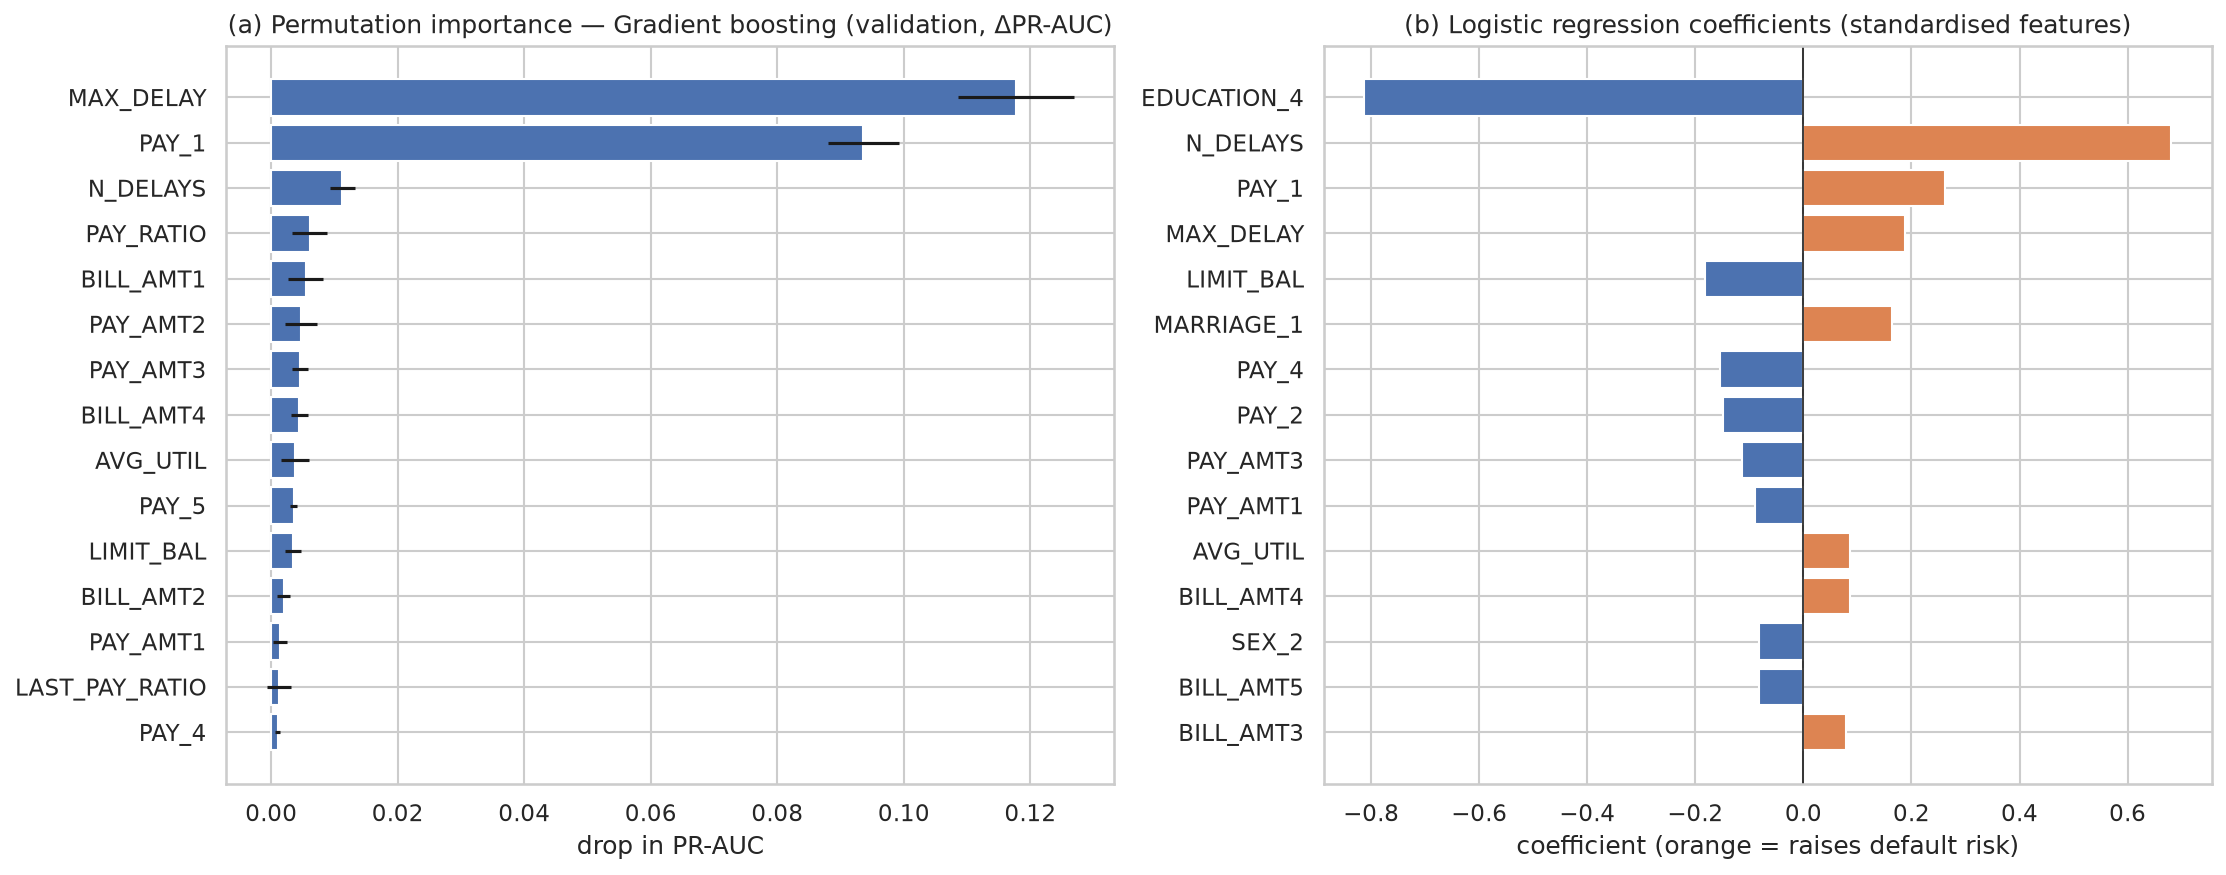 (a) Permutation importance — Gradient boosting (validation, ΔPR-AUC)
MAX_DELAY
PAY_1
N_DELAYS
PAY_RATIO
BILL_AMT1
PAY_AMT2
PAY_AMT3
BILL_AMT4
AVG_UTIL
PAY_5
LIMIT_BAL
BILL_AMT2
PAY_AMT1
LAST_PAY_RATIO
PAY_4
0.00 0.02 0.04 0.06 0.08 0.10 0.12
drop in PR-AUC
(b) Logistic regression coefficients (standardised features)
EDUCATION_4
N_DELAYS
PAY_1
MAX_DELAY
LIMIT_BAL
MARRIAGE_1
PAY_4
PAY_2
PAY_AMT3
PAY_AMT1
AVG_UTIL
BILL_AMT4
SEX_2
BILL_AMT5
BILL_AMT3
−0.8 −0.6 −0.4 −0.2 0.0 0.2 0.4 0.6
coefficient (orange = raises default risk)